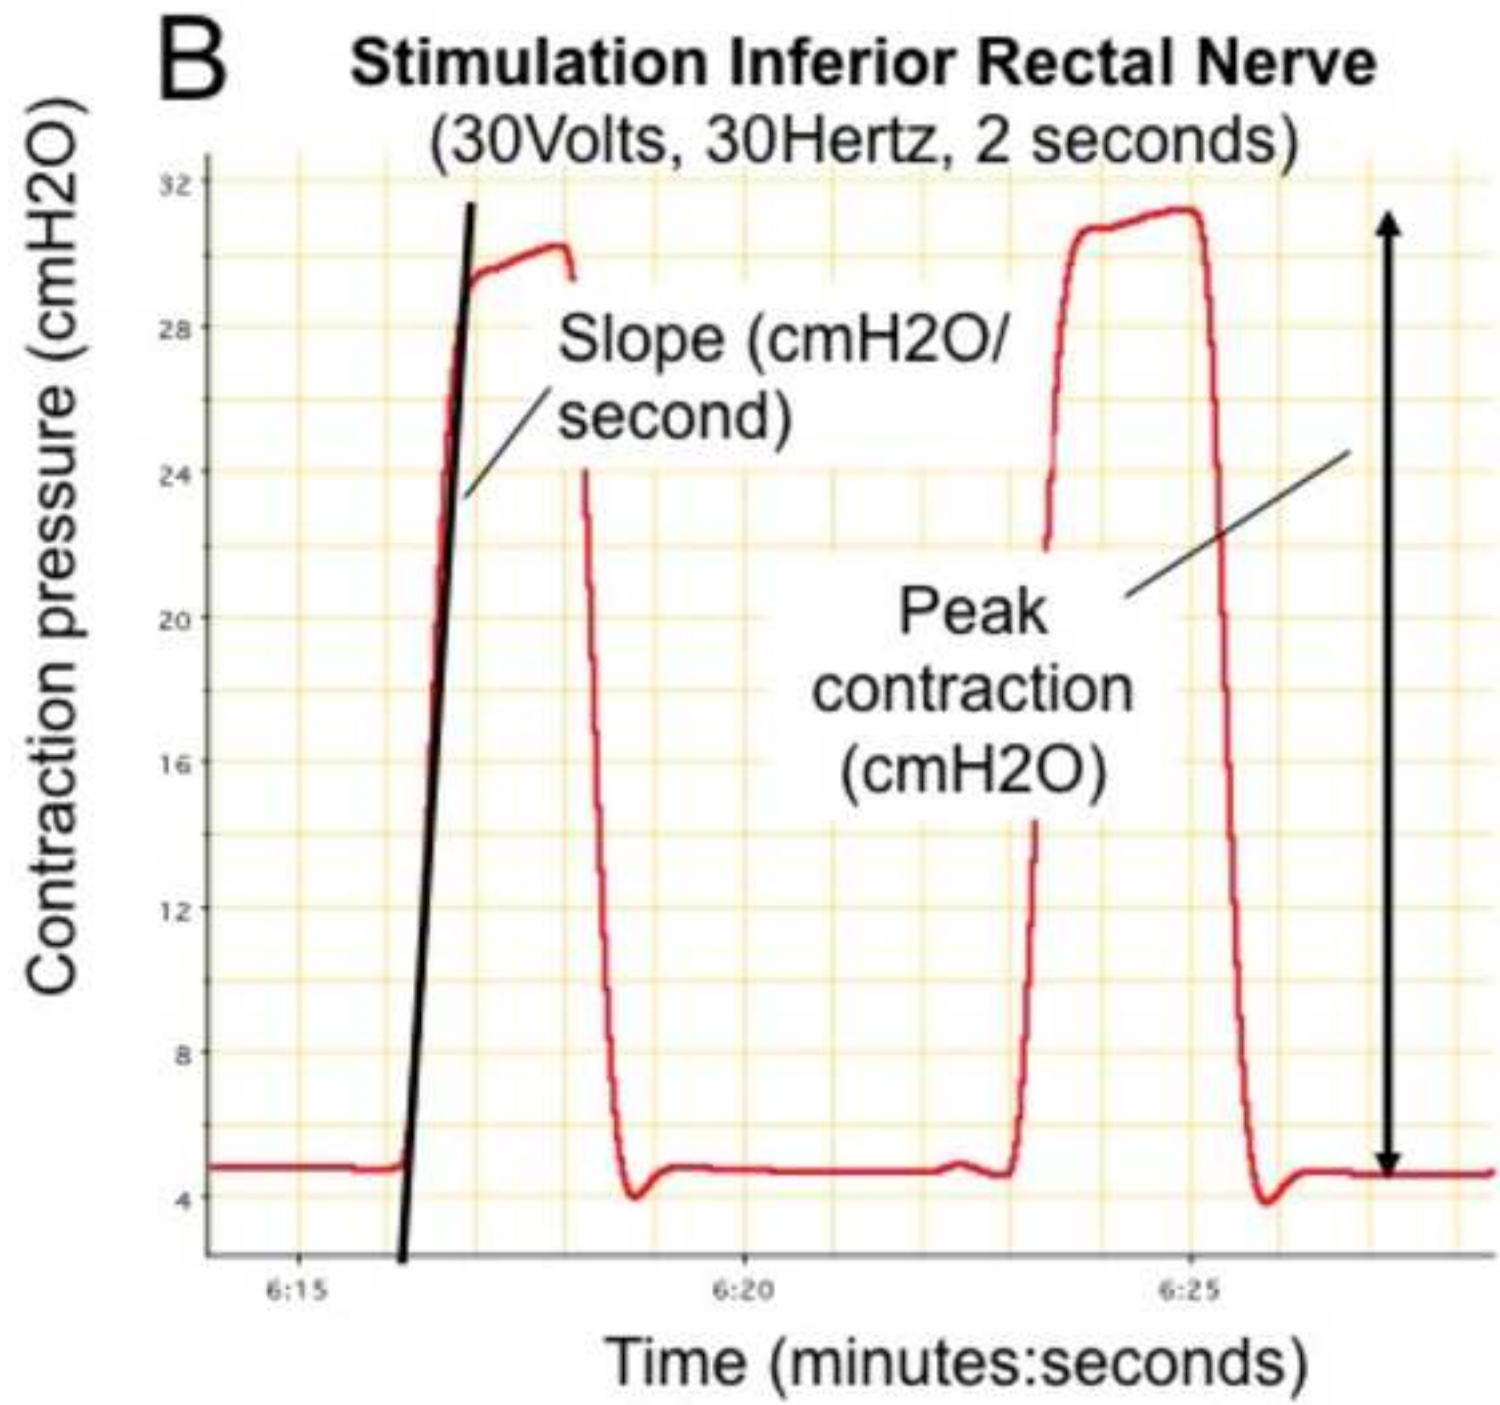 B
Stimulation Inferior Rectal Nerve
(30Volts, 30Hertz, 2 seconds)
Contraction pressure (cmH2O)
32
28
24
20
16
12
8
4
Slope (cmH2O/
second)
Peak
contraction
(cmH2O)
6:15
6:20
6:25
Time (minutes:seconds)